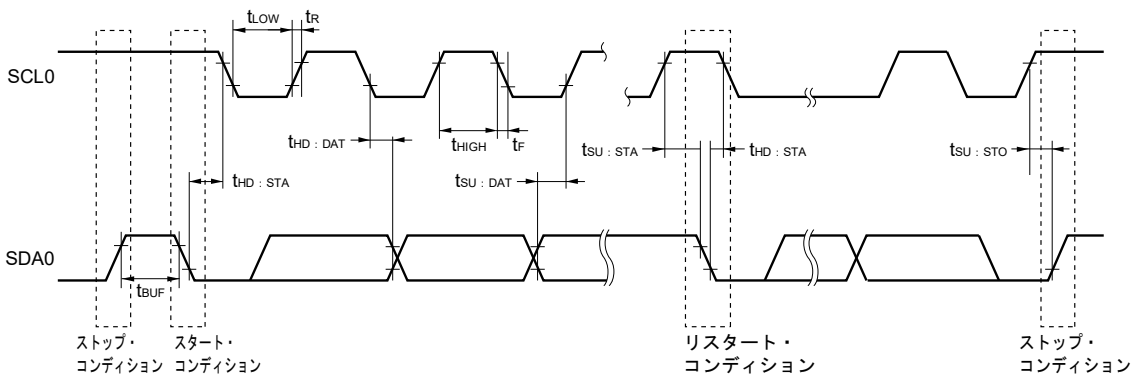 tLOW tR
SCL0
tHD : DAT tHIGH tF tSU : STA tHD : STA tSU : STO
tHD : STA tSU : DAT
SDA0
tBUF
ストップ・ スタート・ リスタート・ ストップ・
コンディション コンディション コンディション コンディション